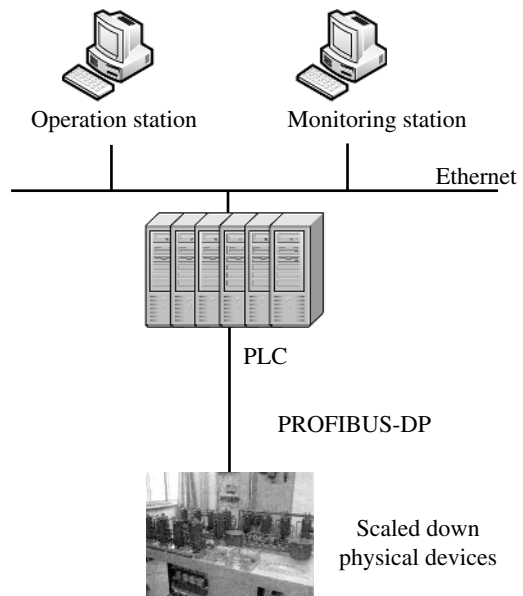 Operation station
Monitoring station
Ethernet
PLC
PROFIBUS-DP
Scaled down
physical devices